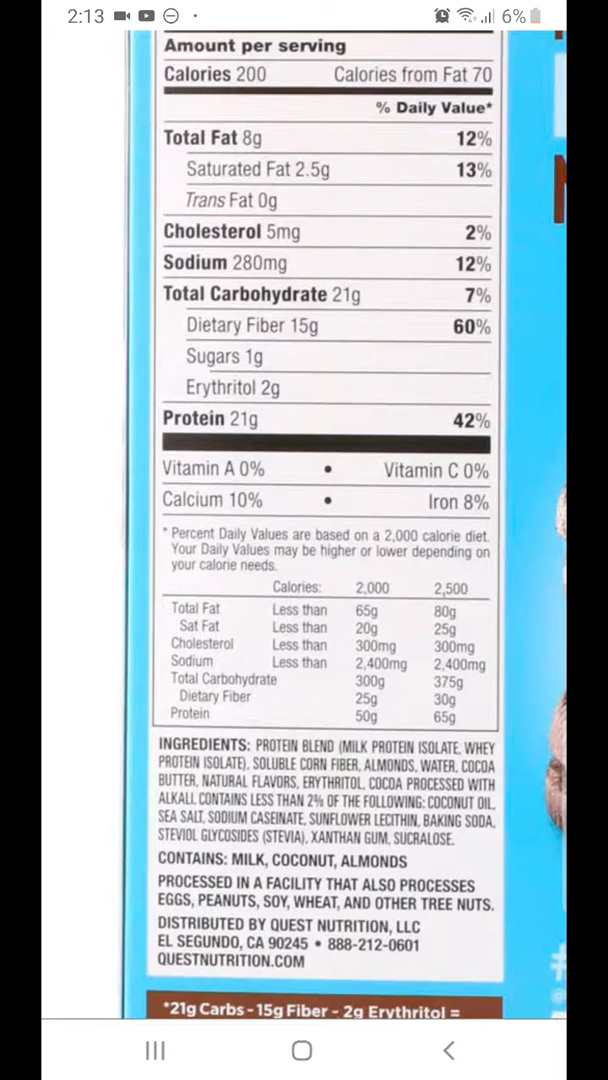 2:13 6%
Amount per serving
Calories 200 Calories from Fat 70
% Daily Value*
Total Fat 8g 12%
Saturated Fat 2.5g 13%
Trans Fat 0g
Cholesterol 5mg 2%
Sodium 280mg 12%
Total Carbohydrate 21g 7%
Dietary Fiber 15g 60%
Sugars 1g
Erythritol 2g
Protein 21g 42%
Vitamin A 0% • Vitamin C 0%
Calcium 10% • Iron 8%
* Percent Daily Values are based on a 2,000 calorie diet.
Your Daily Values may be higher or lower depending on
your calorie needs.
Calories: 2,000 2,500
Total Fat Less than 65g 80g
Sat Fat Less than 20g 25g
Cholesterol Less than 300mg 300mg
Sodium Less than 2,400mg 2,400mg
Total Carbohydrate 300g 375g
Dietary Fiber 25g 30g
Protein 50g 65g
INGREDIENTS: PROTEIN BLEND (MILK PROTEIN ISOLATE, WHEY
PROTEIN ISOLATE), SOLUBLE CORN FIBER, ALMONDS, WATER, COCOA
BUTTER, NATURAL FLAVORS, ERYTHRITOL, COCOA PROCESSED WITH
ALKALI. CONTAINS LESS THAN 2% OF THE FOLLOWING: COCONUT OIL,
SEA SALT, SODIUM CASEINATE, SUNFLOWER LECITHIN, BAKING SODA,
STEVIOL GLYCOSIDES (STEVIA), XANTHAN GUM, SUCRALOSE.
CONTAINS: MILK, COCONUT, ALMONDS
PROCESSED IN A FACILITY THAT ALSO PROCESSES
EGGS, PEANUTS, SOY, WHEAT, AND OTHER TREE NUTS.
DISTRIBUTED BY QUEST NUTRITION, LLC
EL SEGUNDO, CA 90245 • 888-212-0601
QUESTNUTRITION.COM
*21g Carbs - 15g Fiber - 2g Erythritol =